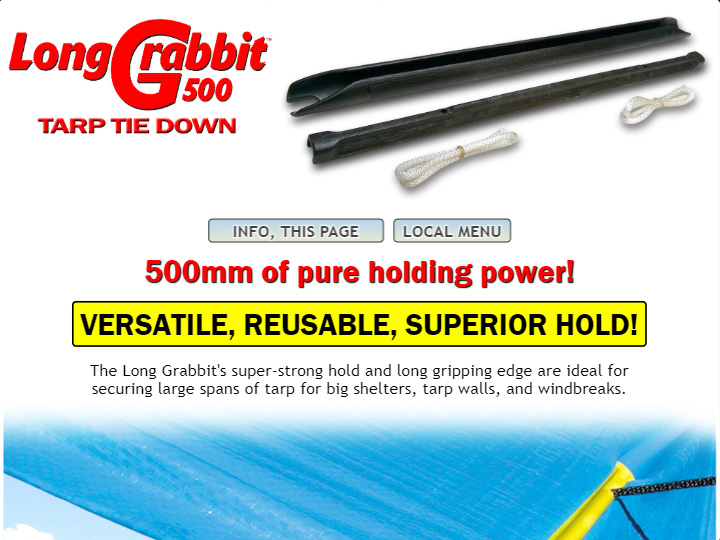 LONG GRABBIT™
500
TARP TIE DOWN
INFO, THIS PAGE LOCAL MENU
500mm of pure holding power!
VERSATILE, REUSABLE, SUPERIOR HOLD!
The Long Grabbit's super-strong hold and long gripping edge are ideal for
securing large spans of tarp for big shelters, tarp walls, and windbreaks.